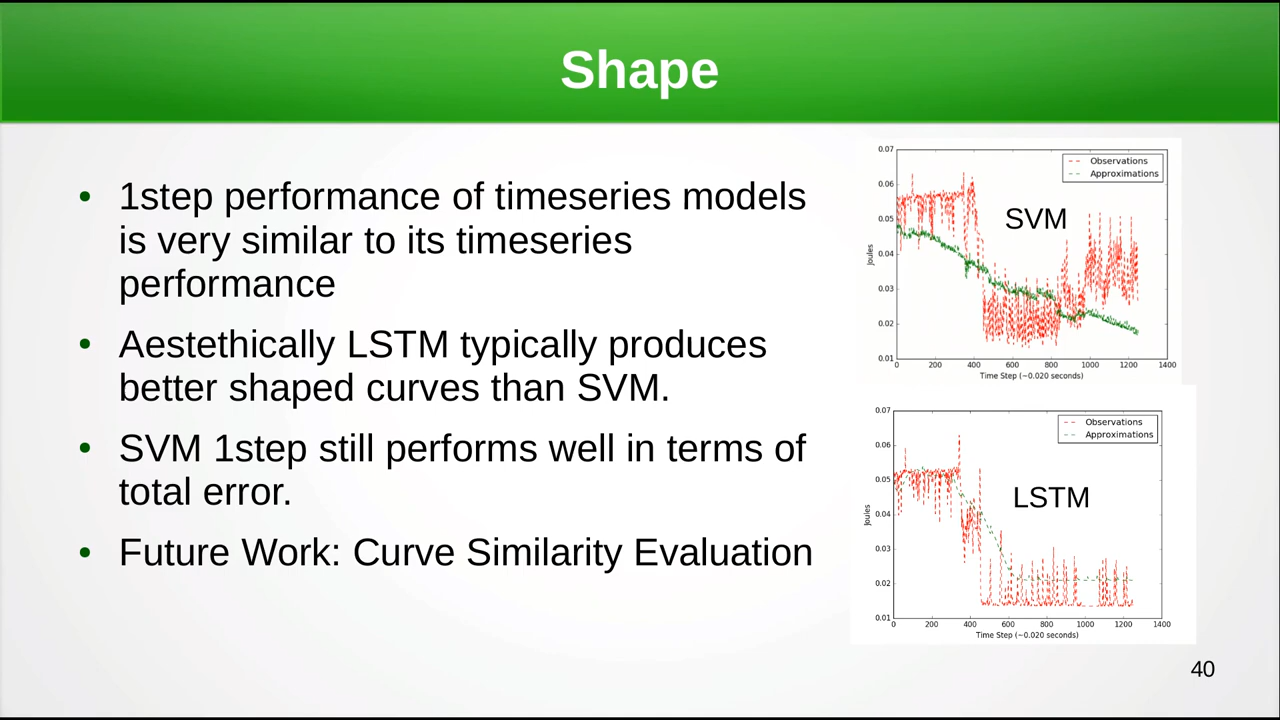 Shape
• 1step performance of timeseries models
is very similar to its timeseries
performance
• Aestethically LSTM typically produces
better shaped curves than SVM.
• SVM 1step still performs well in terms of
total error.
• Future Work: Curve Similarity Evaluation
0.07
0.06
0.05
0.04
0.03
0.02
0.01
Joules
Observations
Approximations
SVM
0 200 400 600 800 1000 1200 1400
Time Step (~0.020 seconds)
0.07
0.06
0.05
0.04
0.03
0.02
0.01
Joules
Observations
Approximations
LSTM
0 200 400 600 800 1000 1200 1400
Time Step (~0.020 seconds)
40